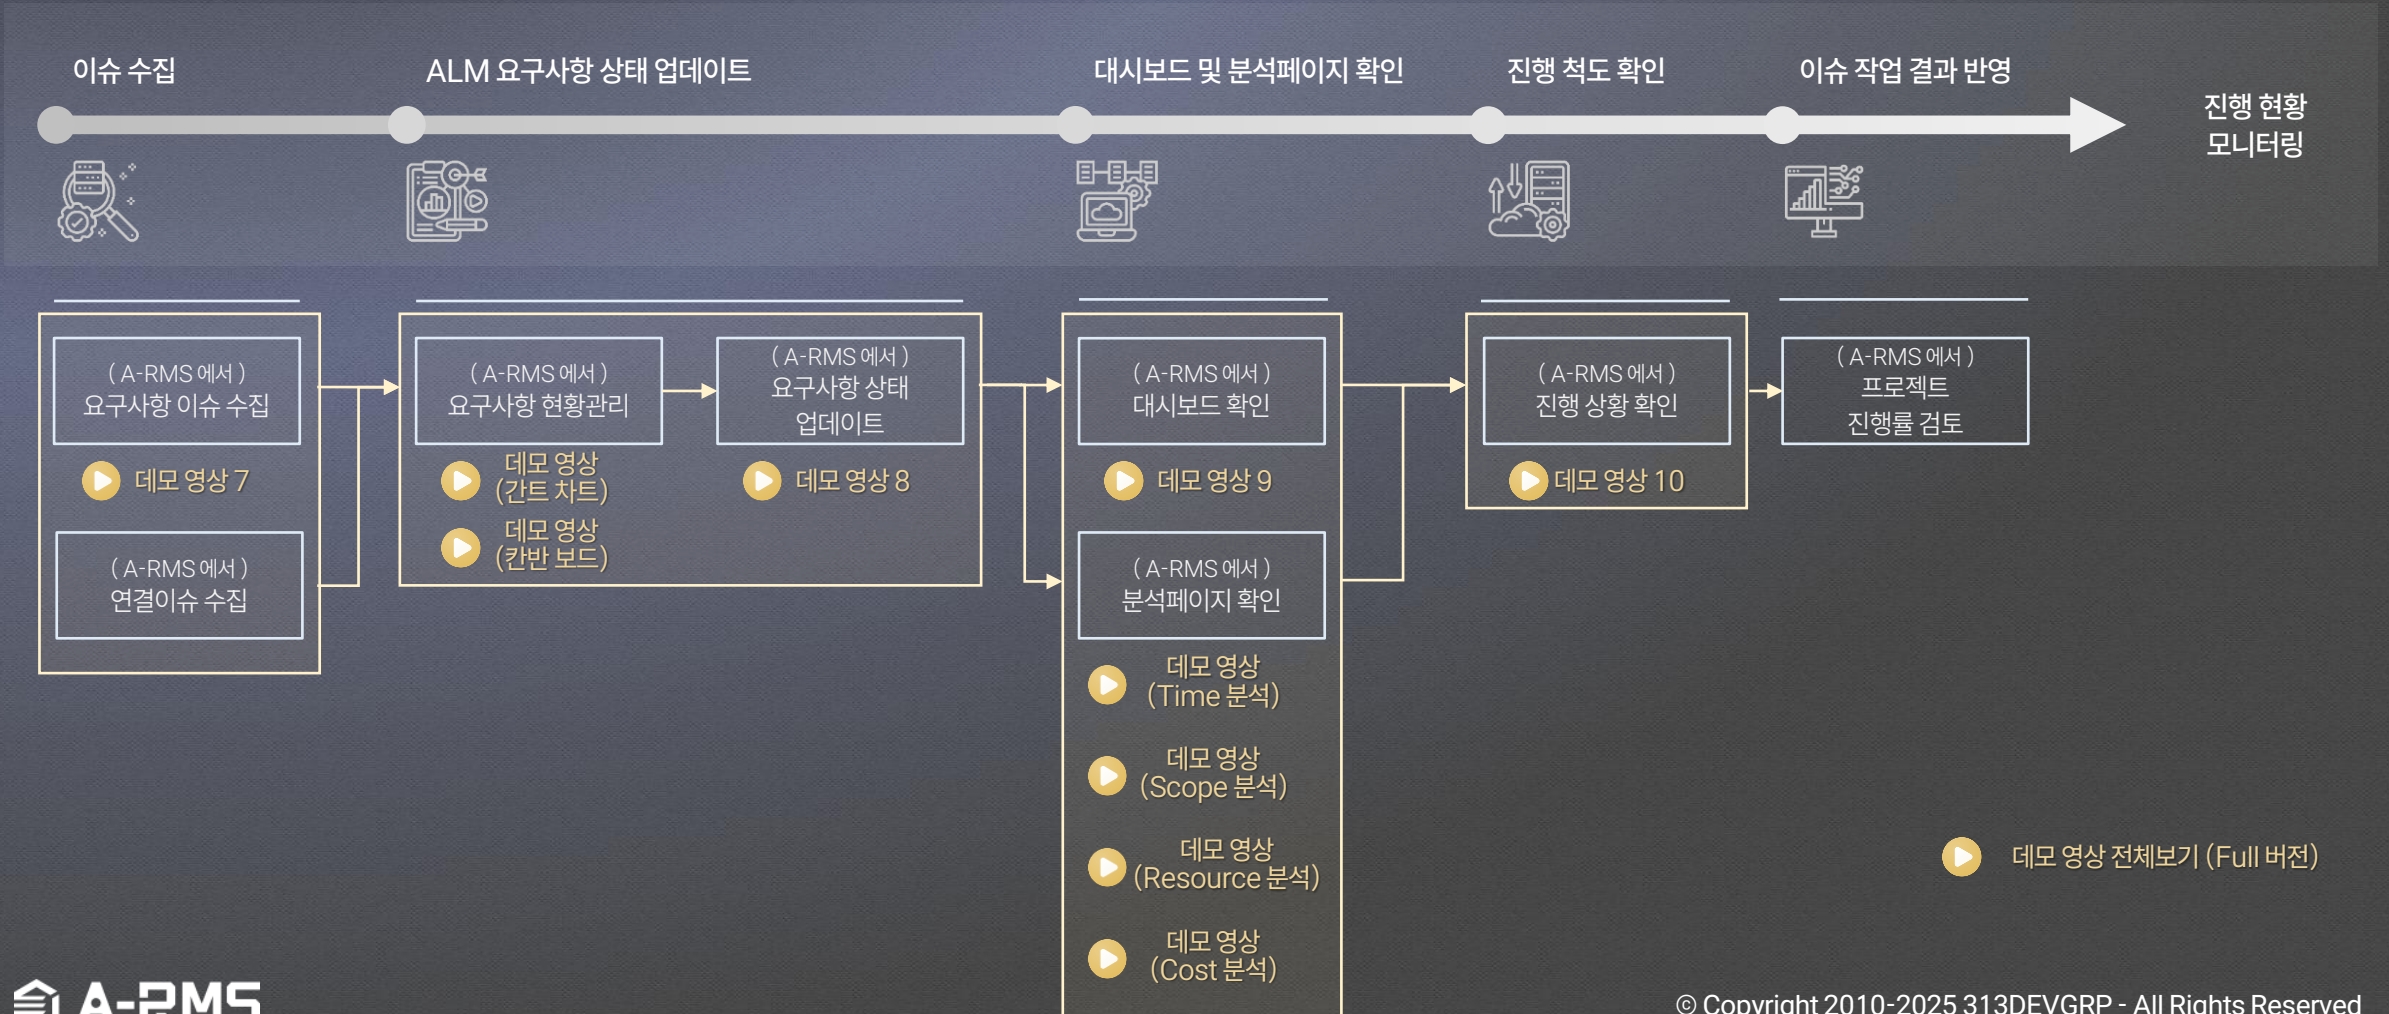 이슈 수집
ALM 요구사항 상태 업데이트
대시보드 및 분석페이지 확인
진행 척도 확인
이슈 작업 결과 반영
진행 현황
모니터링
( A-RMS 에서 )
요구사항 이슈 수집
데모 영상 7
( A-RMS 에서 )
연결이슈 수집
( A-RMS 에서 )
요구사항 현황관리
데모 영상
(간트 차트)
데모 영상
(칸반 보드)
( A-RMS 에서 )
요구사항 상태
업데이트
데모 영상 8
( A-RMS 에서 )
대시보드 확인
데모 영상 9
( A-RMS 에서 )
분석페이지 확인
데모 영상
(Time 분석)
데모 영상
(Scope 분석)
데모 영상
(Resource 분석)
데모 영상
(Cost 분석)
( A-RMS 에서 )
진행 상황 확인
데모 영상 10
( A-RMS 에서 )
프로젝트
진행률 검토
데모 영상 전체보기 (Full 버전)
A-RMS
© Copyright 2010-2025 313DEVGRP - All Rights Reserved